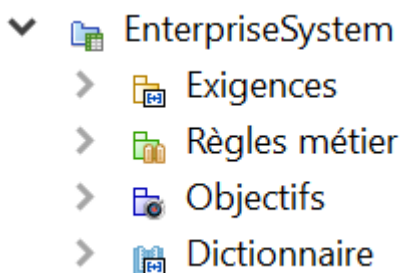 EnterpriseSystem
Exigences
Règles métier
Objectifs
Dictionnaire